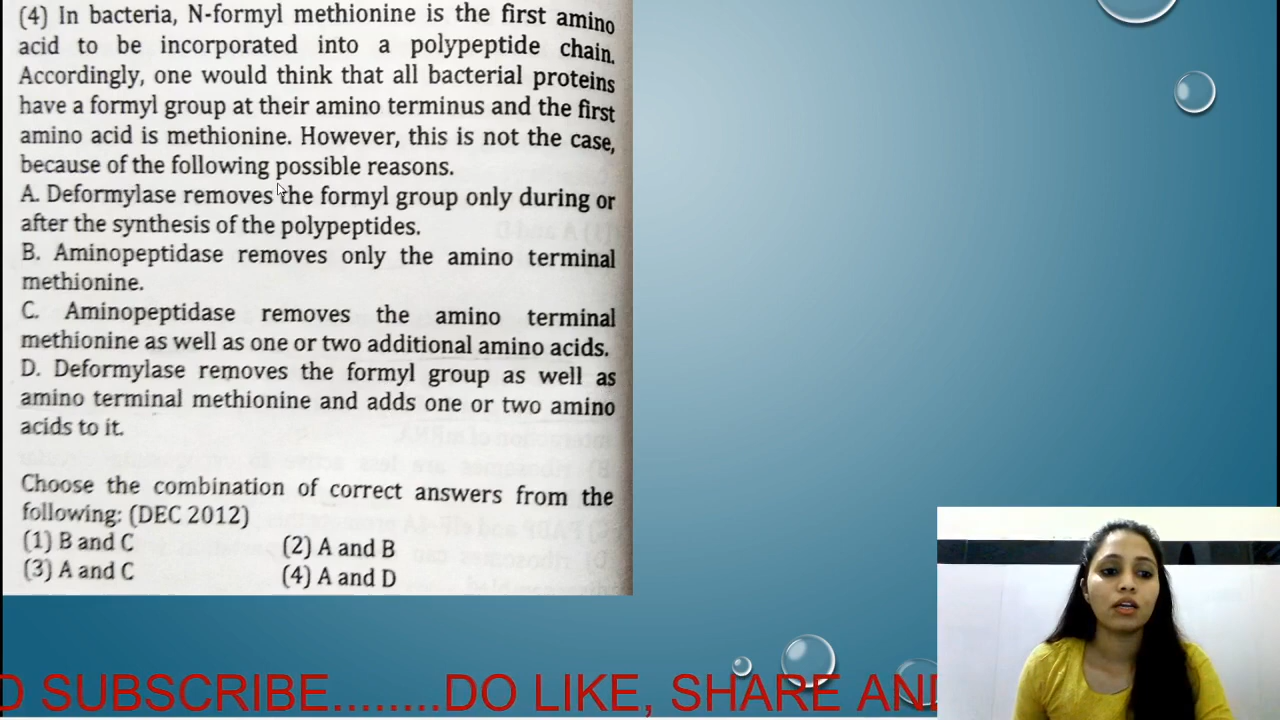 (4) In bacteria, N-formyl methionine is the first amino
acid to be incorporated into a polypeptide chain.
Accordingly, one would think that all bacterial proteins
have a formyl group at their amino terminus and the first
amino acid is methionine. However, this is not the case,
because of the following possible reasons.
A. Deformylase removes the formyl group only during or
after the synthesis of the polypeptides.
B. Aminopeptidase removes only the amino terminal
methionine.
C. Aminopeptidase removes the amino terminal
methionine as well as one or two additional amino acids.
D. Deformylase removes the formyl group as well as
amino terminal methionine and adds one or two amino
acids to it.
Choose the combination of correct answers from the
following: (DEC 2012)
(1) B and C (2) A and B
(3) A and C (4) A and D
D SUBSCRIBE........DO LIKE, SHARE AND